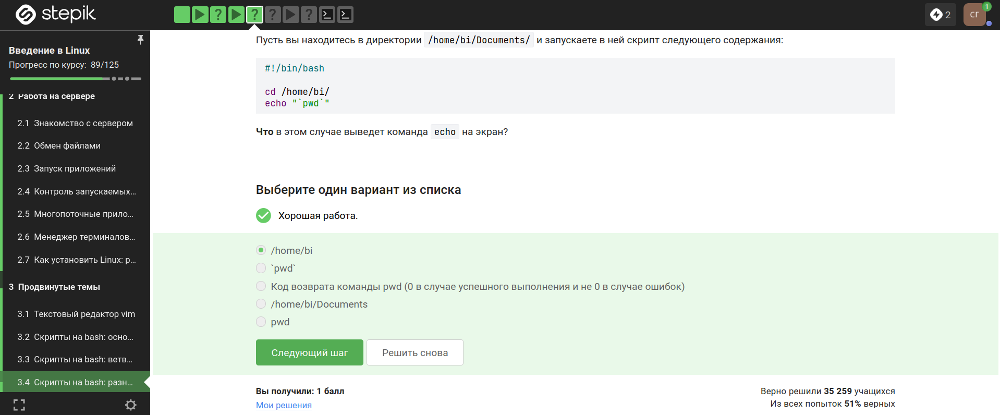 stepik
2
СГ
1
Введение в Linux
Прогресс по курсу: 89/125
2 Работа на сервере
2.1 Знакомство с сервером
2.2 Обмен файлами
2.3 Запуск приложений
2.4 Контроль запускаемых...
2.5 Многопоточные прило...
2.6 Менеджер терминалов...
2.7 Как установить Linux: р...
3 Продвинутые темы
3.1 Текстовый редактор vim
3.2 Скрипты на bash: осно...
3.3 Скрипты на bash: ветв...
3.4 Скрипты на bash: разн...
Пусть вы находитесь в директории /home/bi/Documents/ и запускаете в ней скрипт следующего содержания:
#!/bin/bash
cd /home/bi/
echo "`pwd`"
Что в этом случае выведет команда echo на экран?
Выберите один вариант из списка
Хорошая работа.
/home/bi
`pwd`
Код возврата команды pwd (0 в случае успешного выполнения и не 0 в случае ошибок)
/home/bi/Documents
pwd
Следующий шаг
Решить снова
Вы получили: 1 балл
Мои решения
Верно решили 35 259 учащихся
Из всех попыток 51% верных